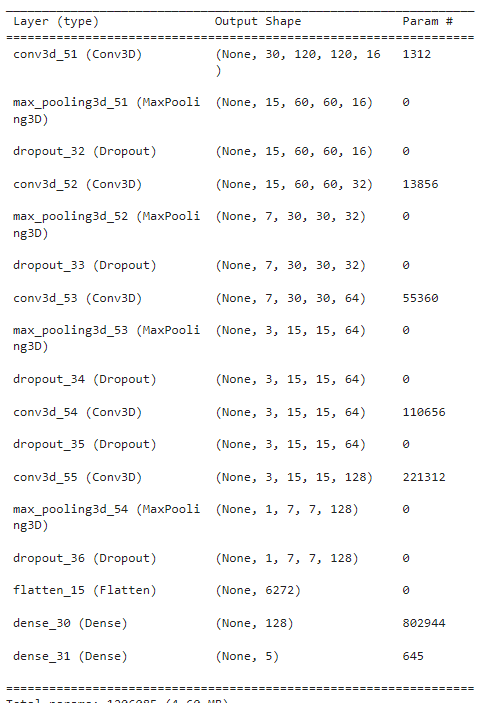 Layer (type) Output Shape Param #
=================================================================
conv3d_51 (Conv3D) (None, 30, 120, 120, 16 1312
)
max_pooling3d_51 (MaxPooli (None, 15, 60, 60, 16) 0
ng3D)
dropout_32 (Dropout) (None, 15, 60, 60, 16) 0
conv3d_52 (Conv3D) (None, 15, 60, 60, 32) 13856
max_pooling3d_52 (MaxPooli (None, 7, 30, 30, 32) 0
ng3D)
dropout_33 (Dropout) (None, 7, 30, 30, 32) 0
conv3d_53 (Conv3D) (None, 7, 30, 30, 64) 55360
max_pooling3d_53 (MaxPooli (None, 3, 15, 15, 64) 0
ng3D)
dropout_34 (Dropout) (None, 3, 15, 15, 64) 0
conv3d_54 (Conv3D) (None, 3, 15, 15, 64) 110656
dropout_35 (Dropout) (None, 3, 15, 15, 64) 0
conv3d_55 (Conv3D) (None, 3, 15, 15, 128) 221312
max_pooling3d_54 (MaxPooli (None, 1, 7, 7, 128) 0
ng3D)
dropout_36 (Dropout) (None, 1, 7, 7, 128) 0
flatten_15 (Flatten) (None, 6272) 0
dense_30 (Dense) (None, 128) 802944
dense_31 (Dense) (None, 5) 645
=================================================================
Total params: 1206085 (4.60 MB)